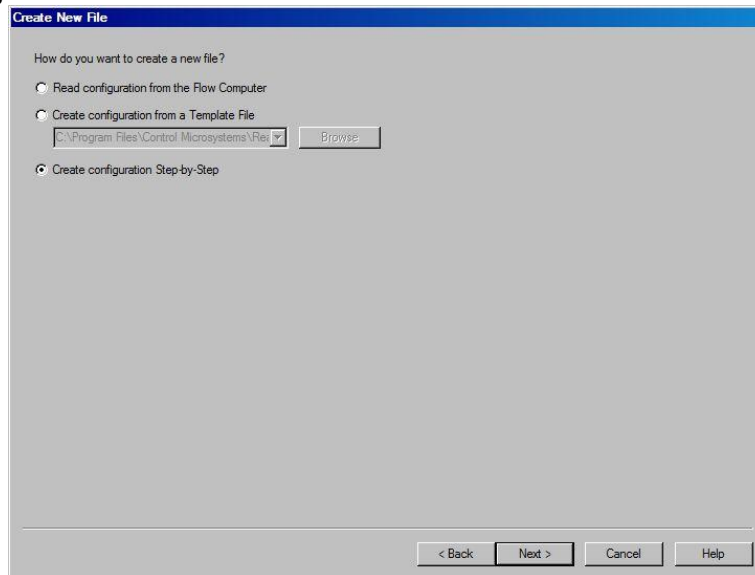 Create New File
How do you want to create a new file?
Read configuration from the Flow Computer
Create configuration from a Template File
C:\Program Files\Control Microsystems\Rea
Browse
Create configuration Step-by-Step
< Back Next > Cancel Help